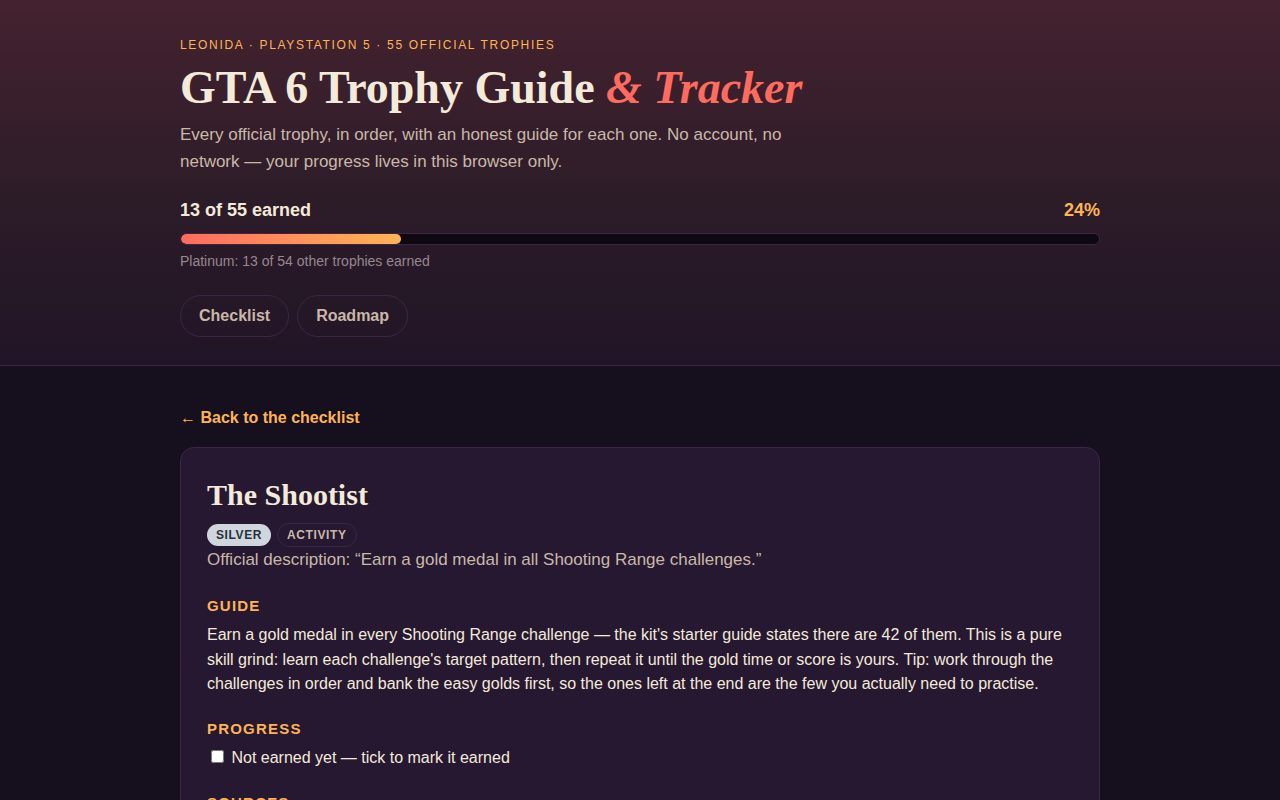 LEONIDA · PLAYSTATION 5 · 55 OFFICIAL TROPHIES
GTA 6 Trophy Guide & Tracker
Every official trophy, in order, with an honest guide for each one. No account, no
network — your progress lives in this browser only.
13 of 55 earned 24%
Platinum: 13 of 54 other trophies earned
Checklist Roadmap
← Back to the checklist
The Shootist
SILVER ACTIVITY
Official description: “Earn a gold medal in all Shooting Range challenges.”
GUIDE
Earn a gold medal in every Shooting Range challenge — the kit's starter guide states there are 42 of them. This is a pure
skill grind: learn each challenge's target pattern, then repeat it until the gold time or score is yours. Tip: work through the
challenges in order and bank the easy golds first, so the ones left at the end are the few you actually need to practise.
PROGRESS
Not earned yet — tick to mark it earned
SOURCES